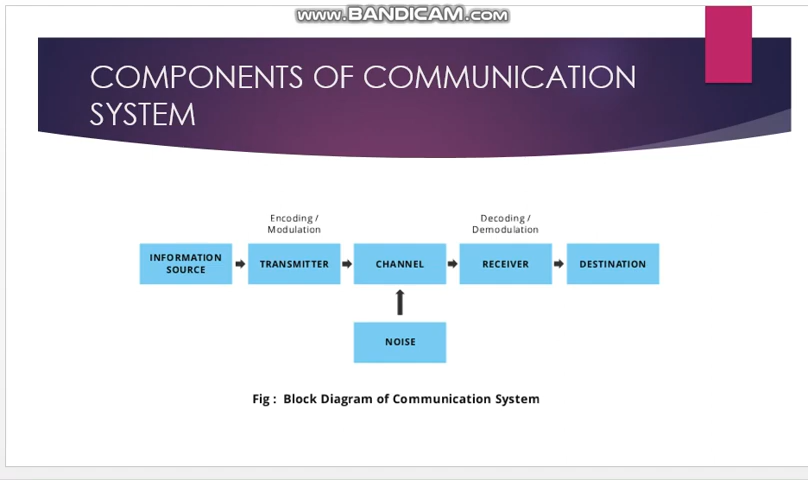 www.BANDICAM.com
COMPONENTS OF COMMUNICATION
SYSTEM
Encoding /
Modulation
Decoding /
Demodulation
INFORMATION
SOURCE
TRANSMITTER
CHANNEL
RECEIVER
DESTINATION
NOISE
Fig : Block Diagram of Communication System